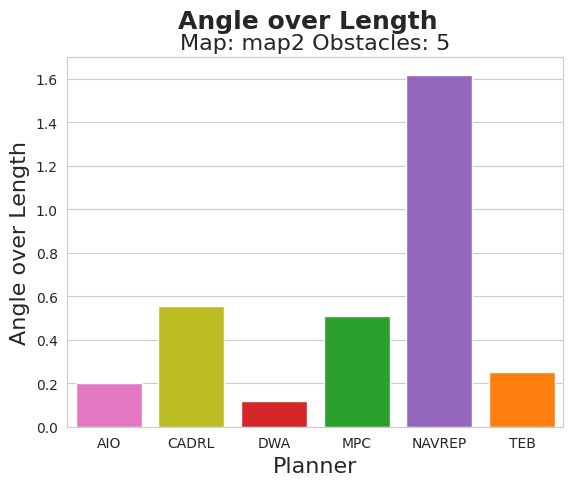 Angle over Length
Map: map2 Obstacles: 5
Angle over Length
1.6
1.4
1.2
1.0
0.8
0.6
0.4
0.2
0.0
AIO CADRL DWA MPC NAVREP TEB
Planner